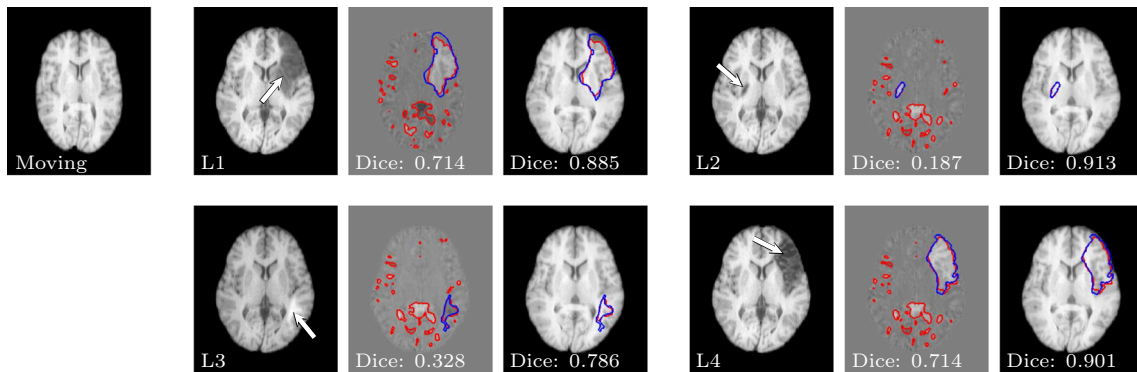 Moving
L1
Dice: 0.714
Dice: 0.885
L2
Dice: 0.187
Dice: 0.913
L3
Dice: 0.328
Dice: 0.786
L4
Dice: 0.714
Dice: 0.901